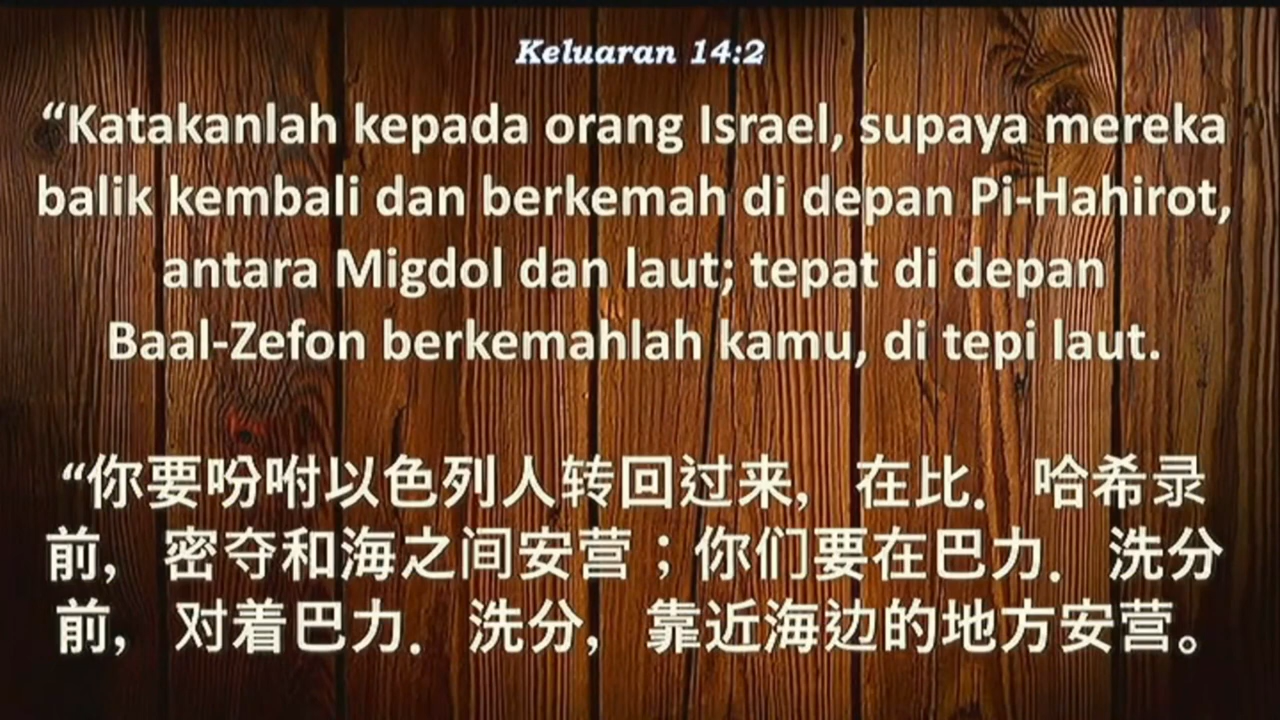 Keluaran 14:2
“Katakanlah kepada orang Israel, supaya mereka
balik kembali dan berkemah di depan Pi-Hahirot,
antara Migdol dan laut; tepat di depan
Baal-Zefon berkemahlah kamu, di tepi laut.
“你要吩咐以色列人转回过来， 在比． 哈希录
前， 密夺和海之间安营；你们要在巴力． 洗分
前， 对着巴力． 洗分， 靠近海边的地方安营。